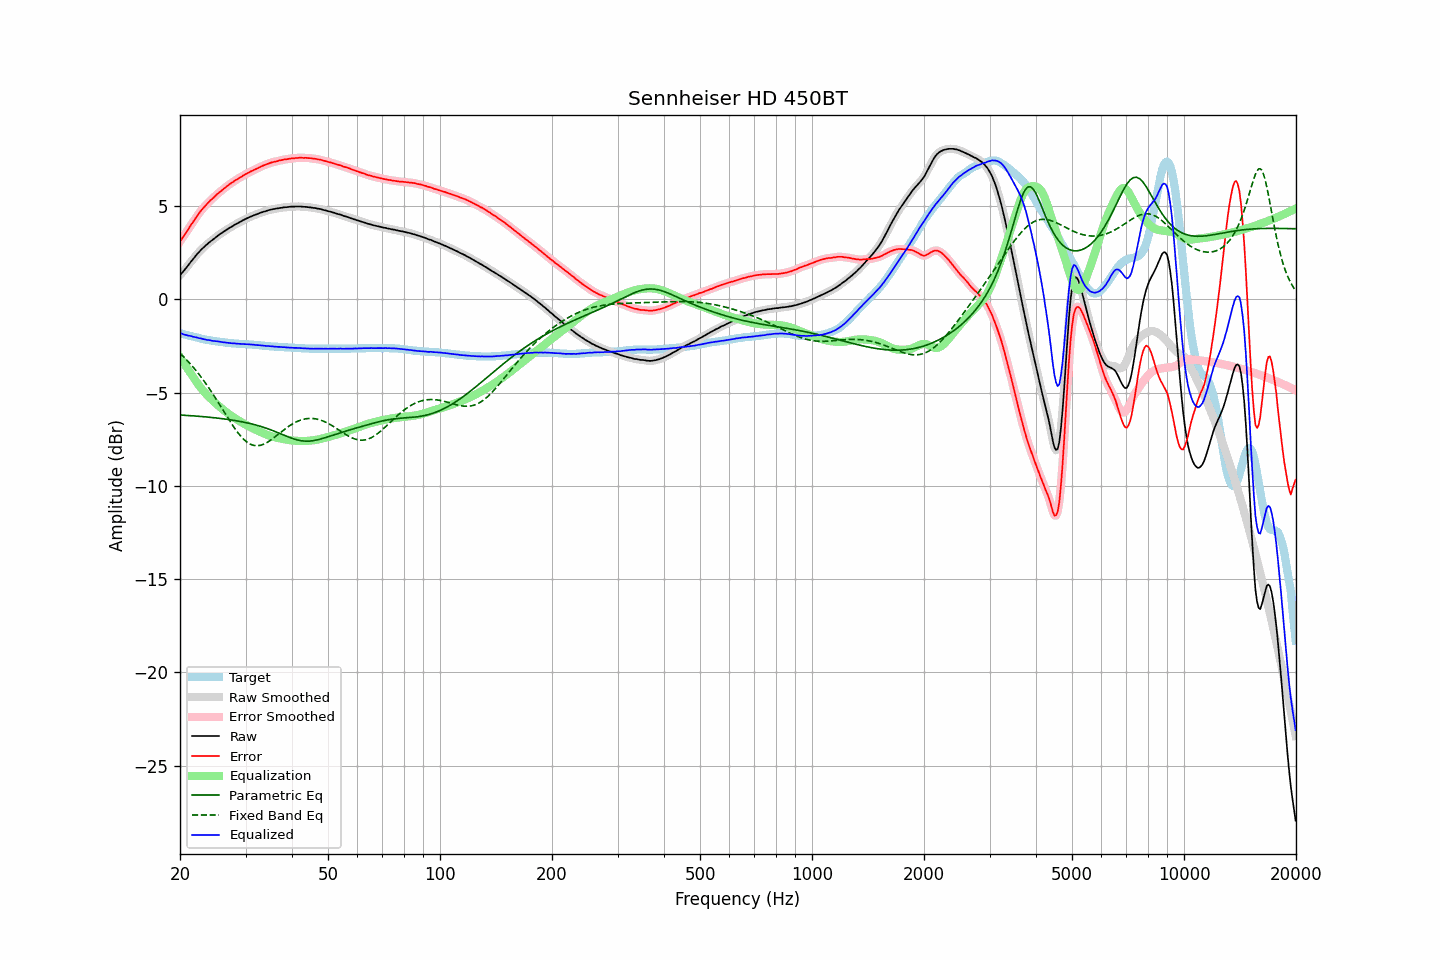 Sennheiser HD 450BT
Amplitude (dBr)
5
0
−5
−10
−15
−20
−25
Target
Raw Smoothed
Error Smoothed
Raw
Error
Equalization
Parametric Eq
Fixed Band Eq
Equalized
20 50 100 200 500 1000 2000 5000 10000 20000
Frequency (Hz)